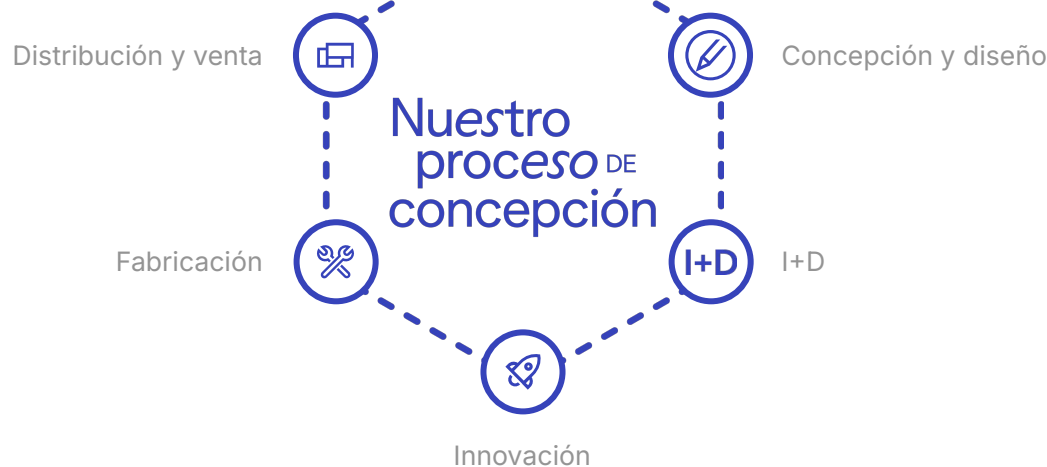 Distribución y venta
Concepción y diseño
Nuestro
proceso DE
concepción
Fabricación
I+D
I+D
Innovación